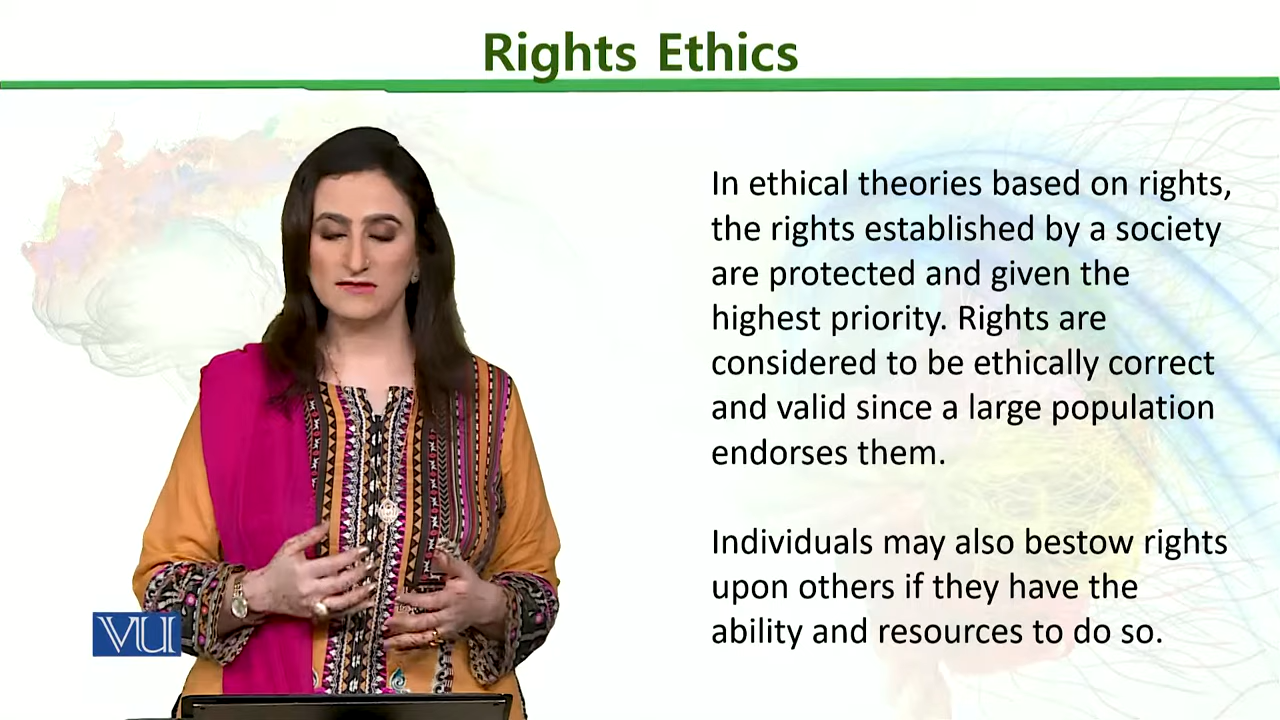 Rights Ethics
In ethical theories based on rights,
the rights established by a society
are protected and given the
highest priority. Rights are
considered to be ethically correct
and valid since a large population
endorses them.
Individuals may also bestow rights
upon others if they have the
ability and resources to do so.
VU